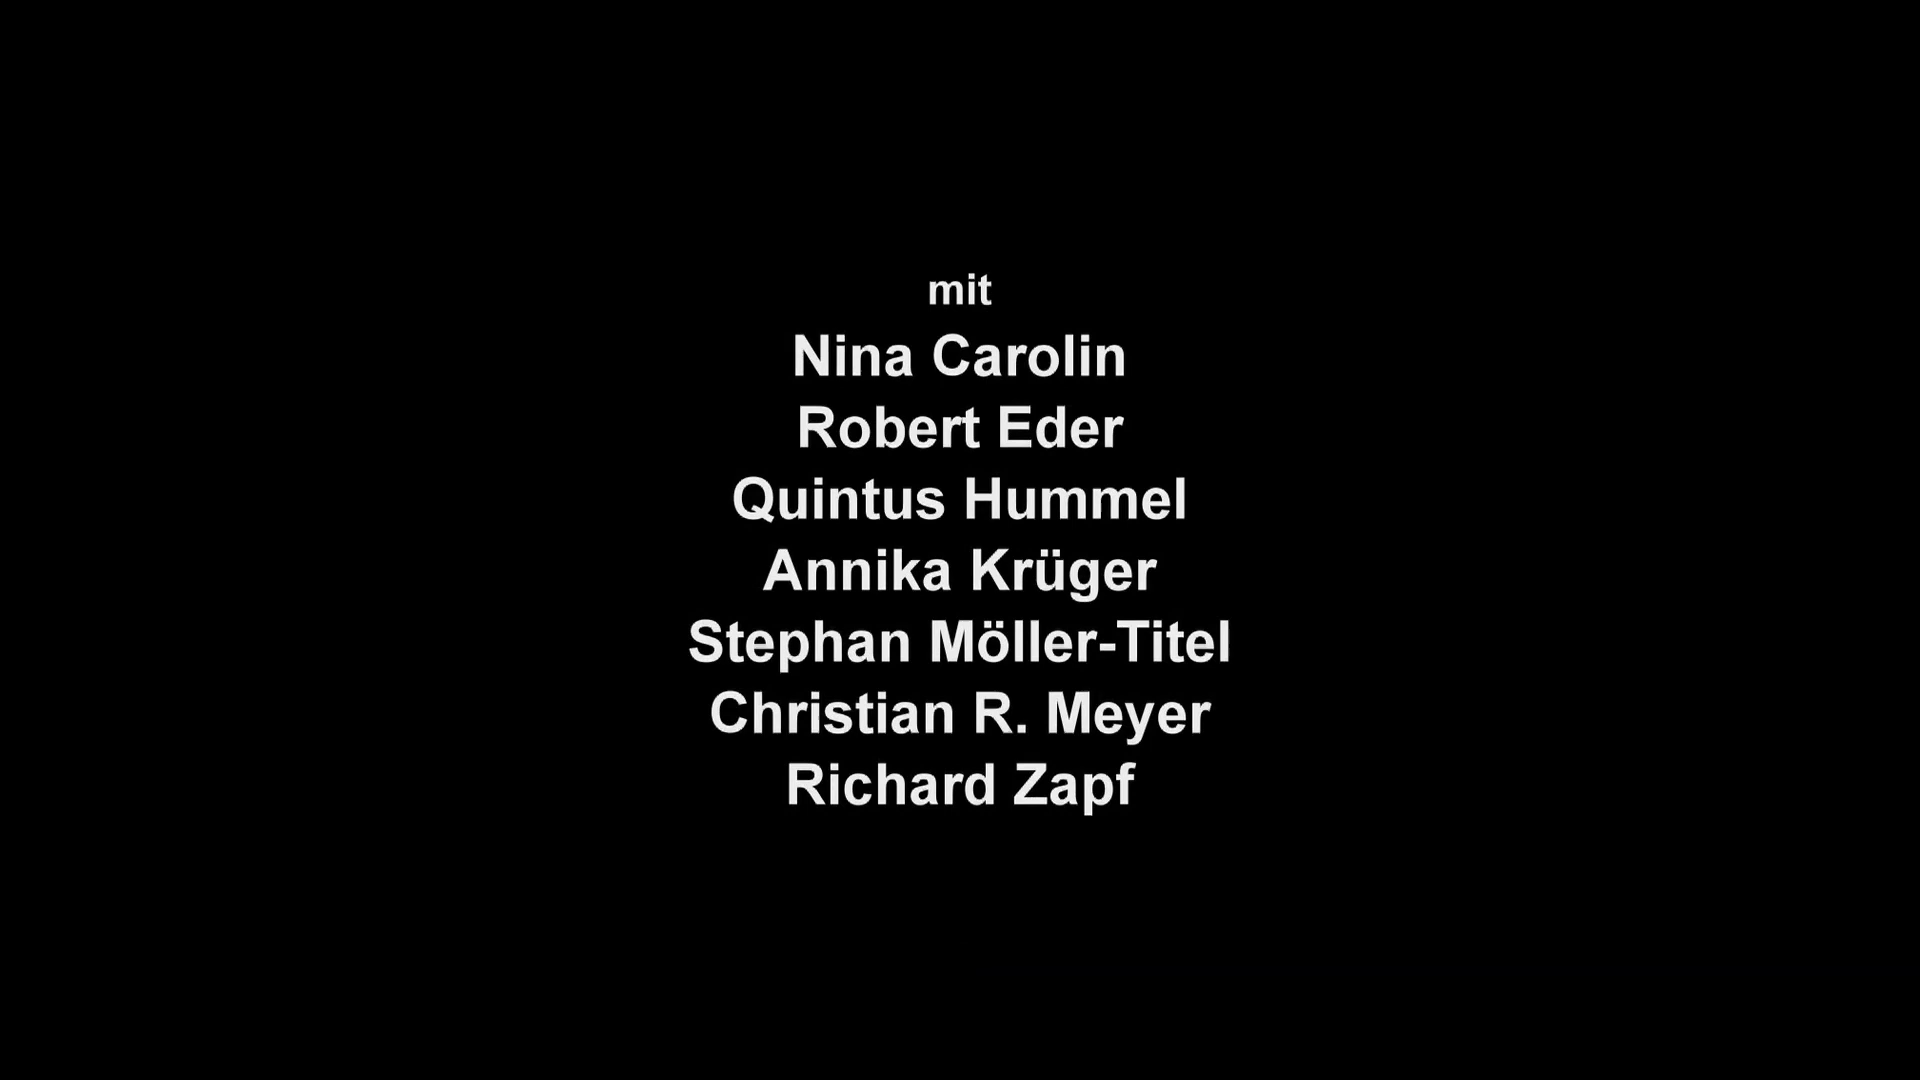 mit
Nina Carolin
Robert Eder
Quintus Hummel
Annika Krüger
Stephan Möller-Titel
Christian R. Meyer
Richard Zapf